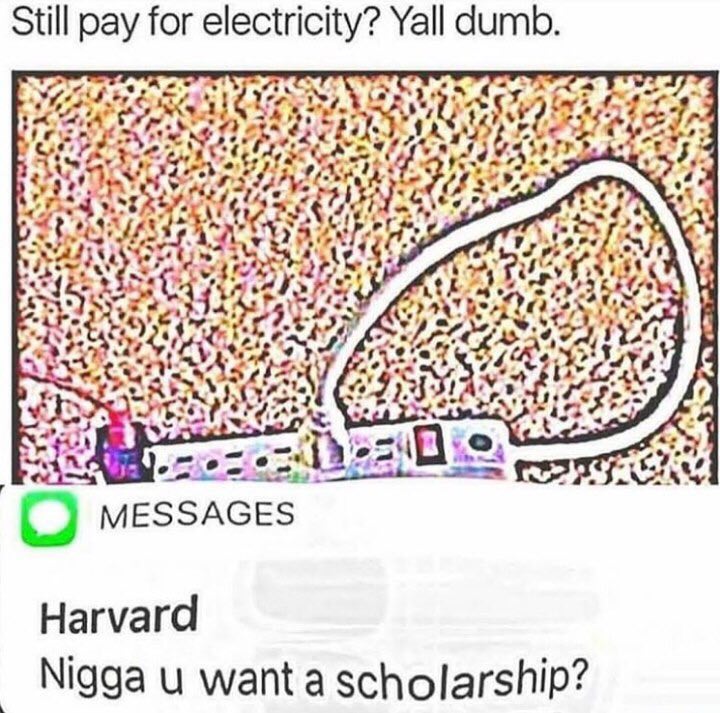 Still pay for electricity? Yall dumb.
MESSAGES
Harvard
Nigga u want a scholarship?